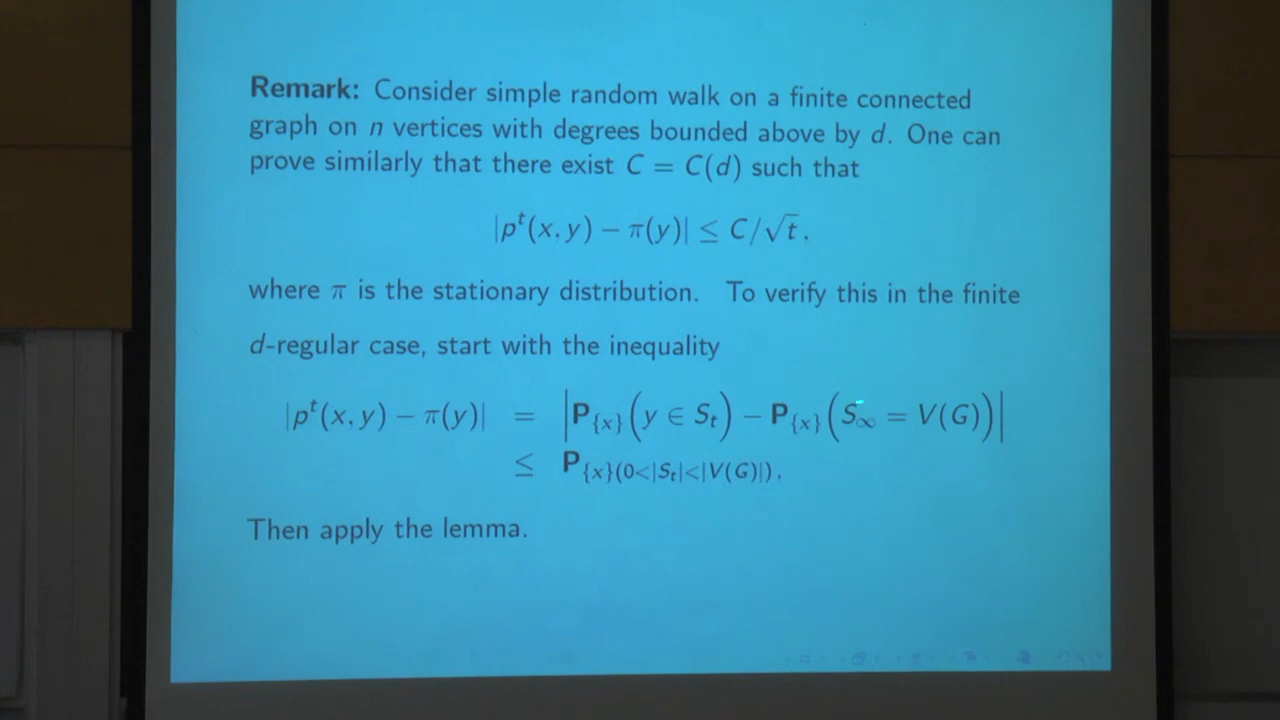 Remark: Consider simple random walk on a finite connected
graph on n vertices with degrees bounded above by d. One can
prove similarly that there exist C = C(d) such that
|pᵗ(x, y) − π(y)| ≤ C/√t,
where π is the stationary distribution. To verify this in the finite
d-regular case, start with the inequality
|pᵗ(x, y) − π(y)| = |P_{x}(y ∈ S_t) − P_{x}(S_∞ = V(G))|
≤ P_{x}(0<|S_t|<|V(G)|),
Then apply the lemma.